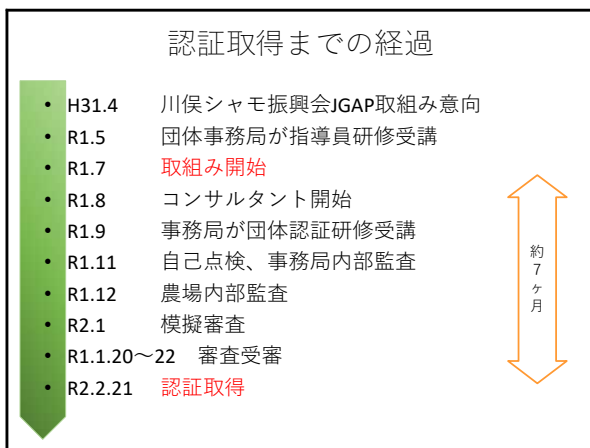 認証取得までの経過
• H31.4 川俣シャモ振興会JGAP取組み意向
• R1.5 団体事務局が指導員研修受講
• R1.7 取組み開始
• R1.8 コンサルタント開始
• R1.9 事務局が団体認証研修受講
• R1.11 自己点検、事務局内部監査
• R1.12 農場内部監査
• R2.1 模擬審査
• R1.1.20～22 審査受審
• R2.2.21 認証取得
約7ヶ月